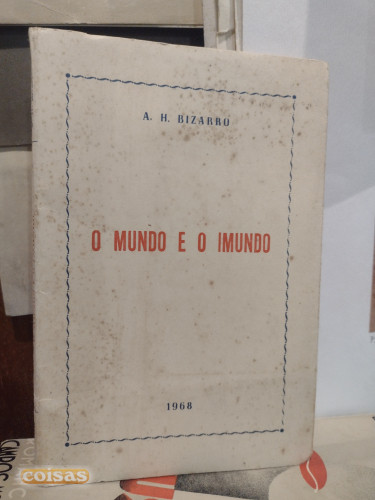 A. H. BIZARRO
O MUNDO E O IMUNDO
1968
coisas